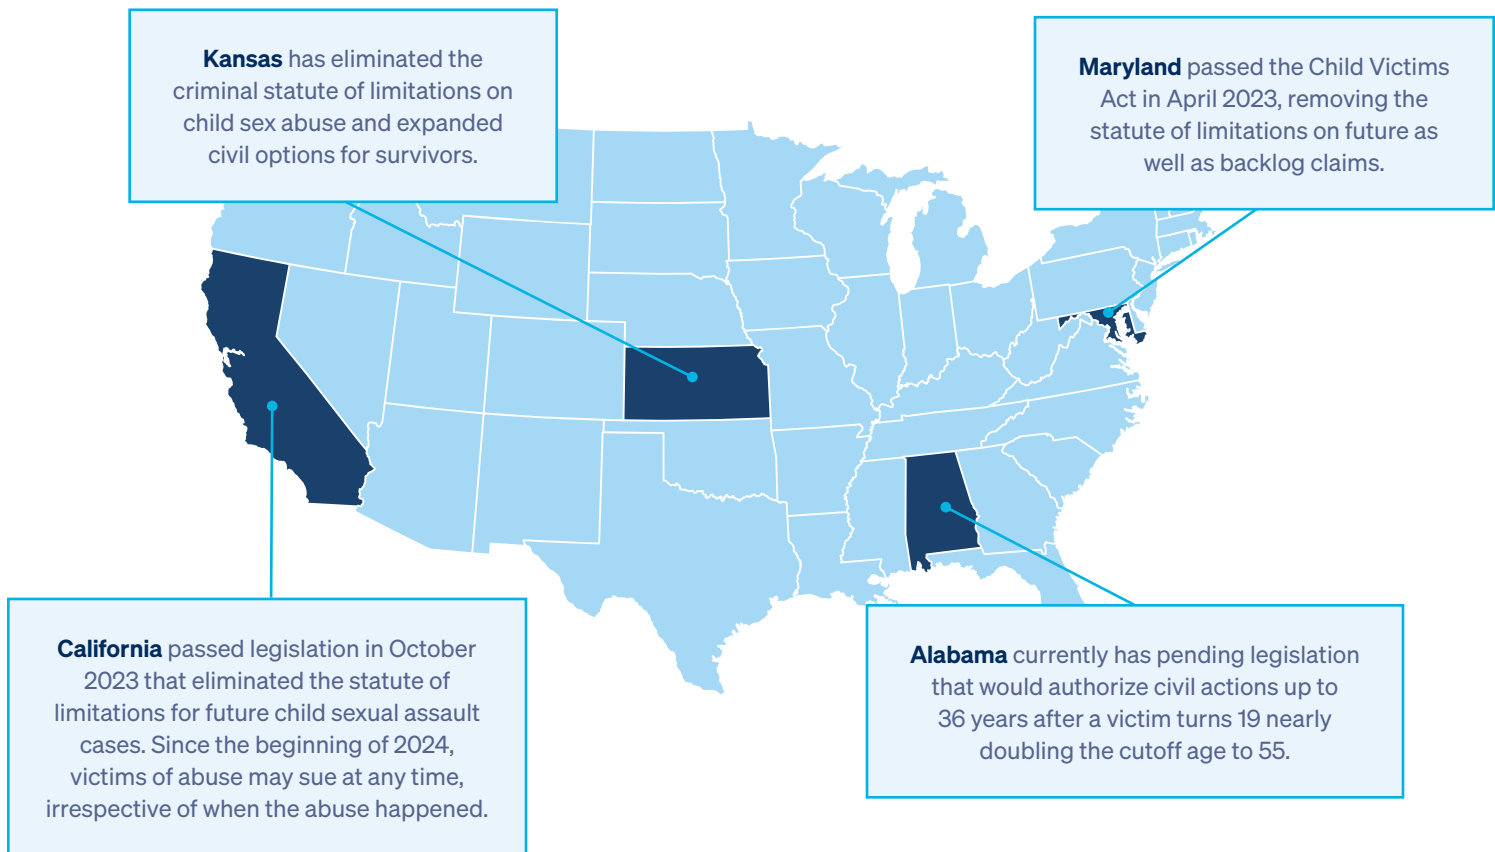 Kansas has eliminated the
criminal statute of limitations on
child sex abuse and expanded
civil options for survivors.
Maryland passed the Child Victims
Act in April 2023, removing the
statute of limitations on future as
well as backlog claims.
California passed legislation in October
2023 that eliminated the statute of
limitations for future child sexual assault
cases. Since the beginning of 2024,
victims of abuse may sue at any time,
irrespective of when the abuse happened.
Alabama currently has pending legislation
that would authorize civil actions up to
36 years after a victim turns 19 nearly
doubling the cutoff age to 55.